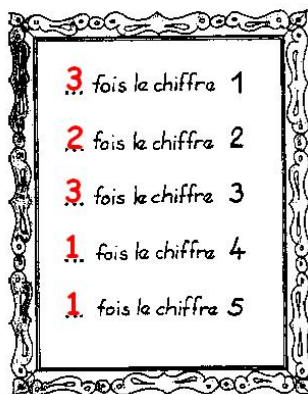 3 fois le chiffre 1
2 fois le chiffre 2
3 fois le chiffre 3
1 fois le chiffre 4
1 fois le chiffre 5